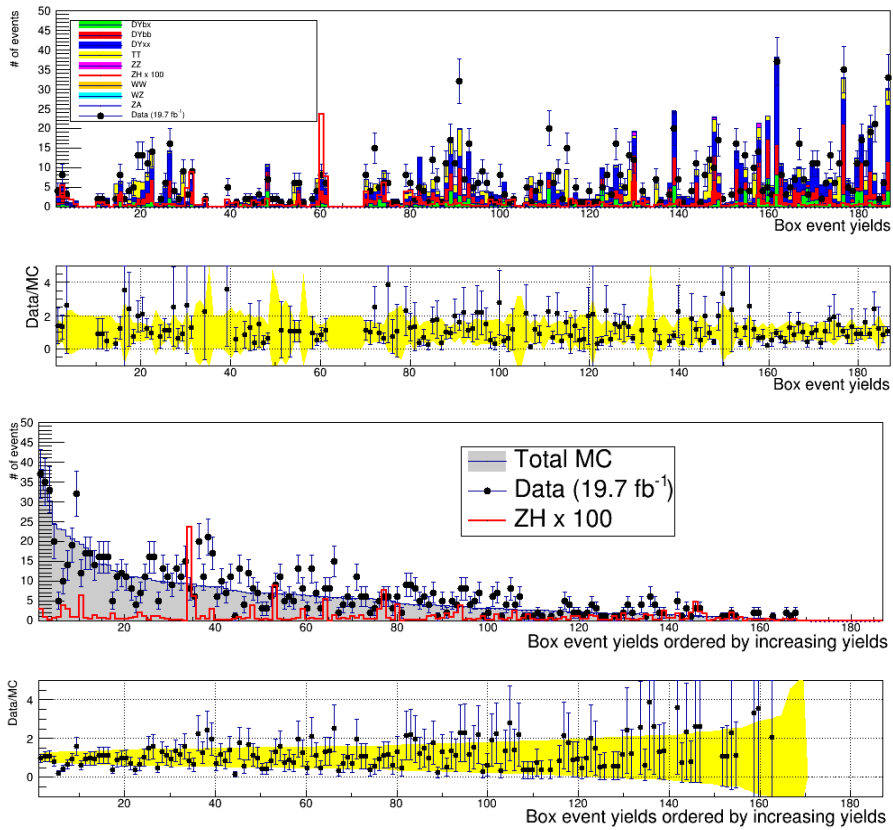 50
45
40
35
30
25
20
15
10
5
0
# of events
DYbx
DYbb
DYxx
TT
ZZ
ZH x 100
WW
WZ
ZA
Data (19.7 fb⁻¹)
20 40 60 80 100 120 140 160 180
Box event yields
Data/MC
4
2
0
20 40 60 80 100 120 140 160 180
Box event yields
50
45
40
35
30
25
20
15
10
5
0
# of events
Total MC
Data (19.7 fb⁻¹)
ZH x 100
20 40 60 80 100 120 140 160 180
Box event yields ordered by increasing yields
Data/MC
4
2
0
20 40 60 80 100 120 140 160 180
Box event yields ordered by increasing yields